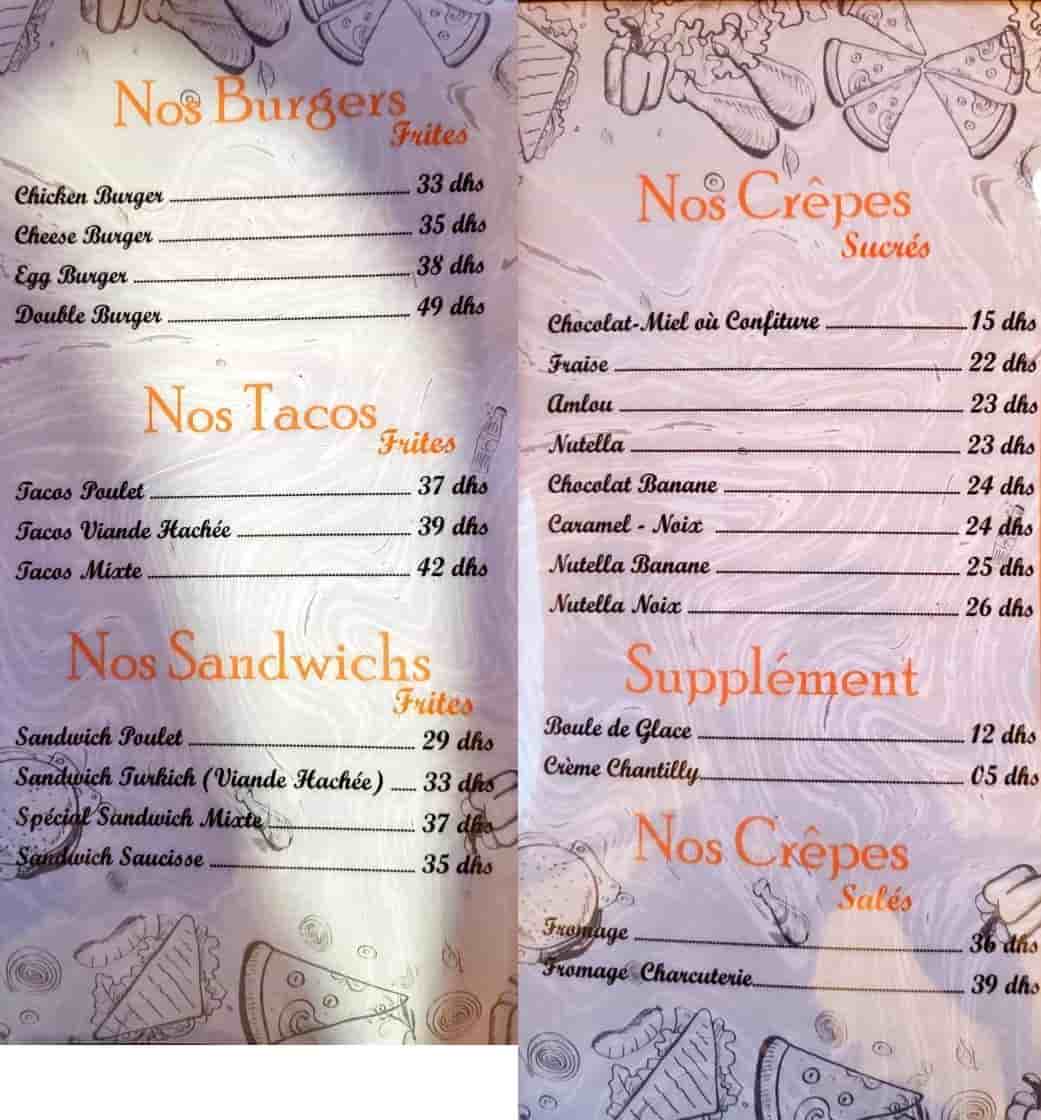 Nos Burgers
Frites
Chicken Burger 33 dhs
Cheese Burger 35 dhs
Egg Burger 38 dhs
Double Burger 49 dhs
Nos Tacos
Frites
Tacos Poulet 37 dhs
Tacos Viande Hachée 39 dhs
Tacos Mixte 42 dhs
Nos Sandwichs
Frites
Sandwich Poulet 29 dhs
Sandwich Turkich (Viande Hachée) 33 dhs
Spécial Sandwich Mixte 37 dhs
Sandwich Saucisse 35 dhs
Nos Crêpes
Sucrés
Chocolat-Miel où Confiture 15 dhs
Fraise 22 dhs
Amlou 23 dhs
Nutella 23 dhs
Chocolat Banane 24 dhs
Caramel - Noix 24 dhs
Nutella Banane 25 dhs
Nutella Noix 26 dhs
Supplément
Boule de Glace 12 dhs
Crème Chantilly 05 dhs
Nos Crêpes
Salés
Fromage 36 dhs
Fromage Charcuterie 39 dhs